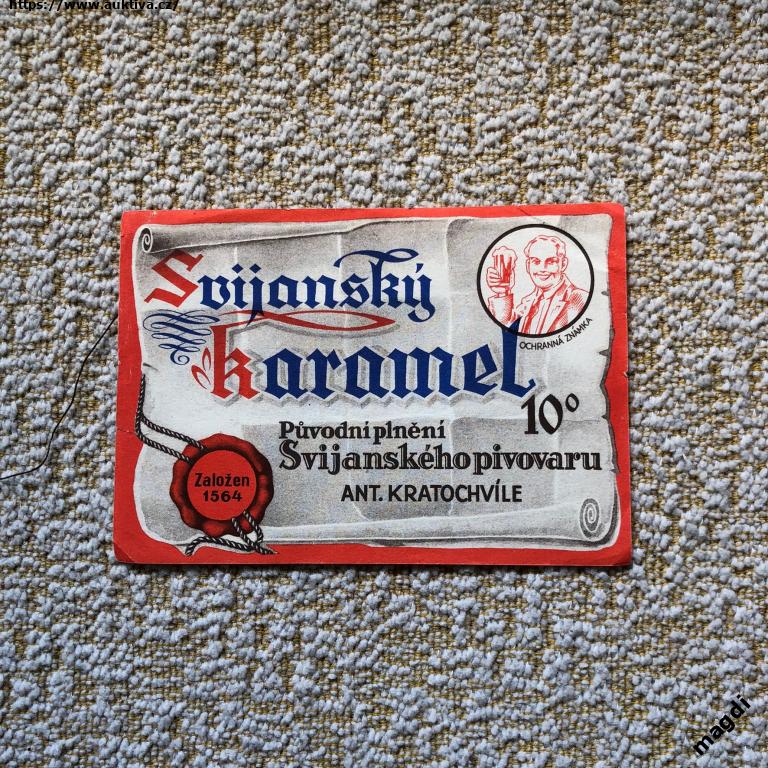 https://www.auktiva.cz/
Svijanský
karamel
OCHRANNÁ ZNÁMKA
10°
Původní plnění
Svijanského pivovaru
ANT. KRATOCHVÍLE
Založen
1564
magdi